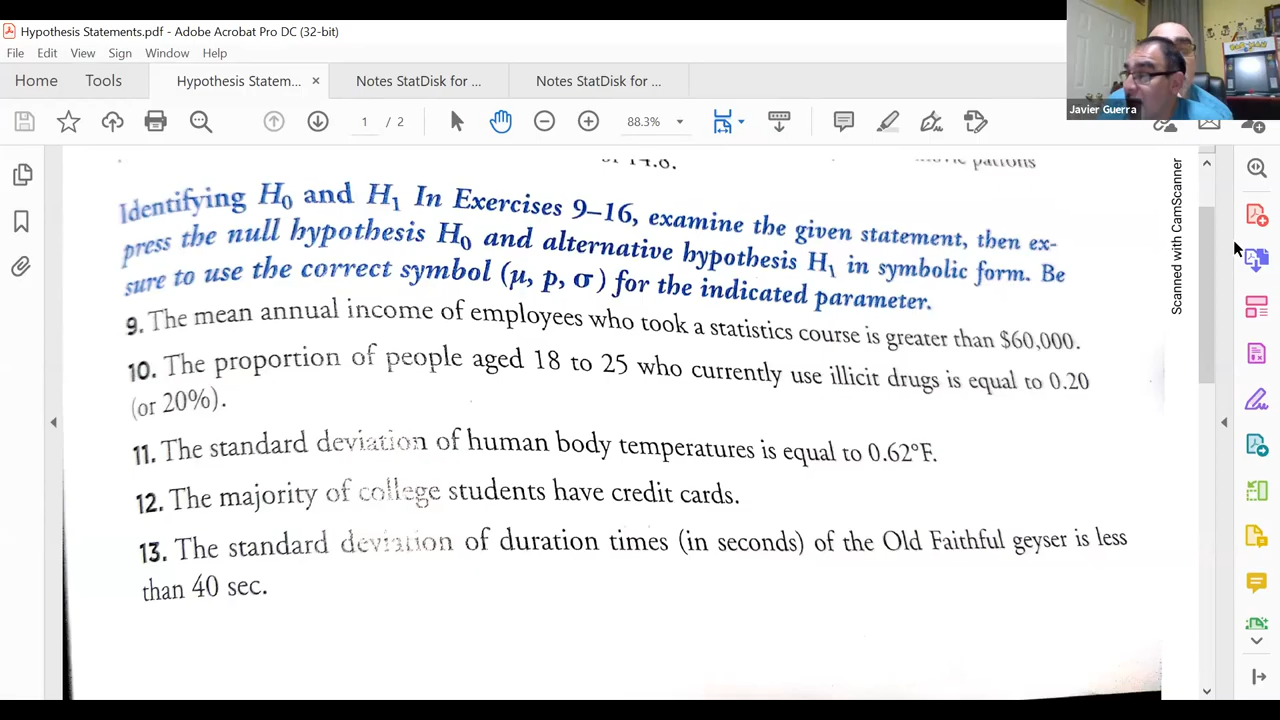 Hypothesis Statements.pdf - Adobe Acrobat Pro DC (32-bit)
File Edit View Sign Window Help
Home Tools Hypothesis Statem... × Notes StatDisk for ... Notes StatDisk for ...
1 / 2 88.3%
Javier Guerra
or 14.6. movie patrons
Identifying H₀ and H₁ In Exercises 9–16, examine the given statement, then ex-
press the null hypothesis H₀ and alternative hypothesis H₁ in symbolic form. Be
sure to use the correct symbol (μ, p, σ) for the indicated parameter.
9. The mean annual income of employees who took a statistics course is greater than $60,000.
10. The proportion of people aged 18 to 25 who currently use illicit drugs is equal to 0.20
(or 20%).
11. The standard deviation of human body temperatures is equal to 0.62°F.
12. The majority of college students have credit cards.
13. The standard deviation of duration times (in seconds) of the Old Faithful geyser is less
than 40 sec.
Scanned with CamScanner